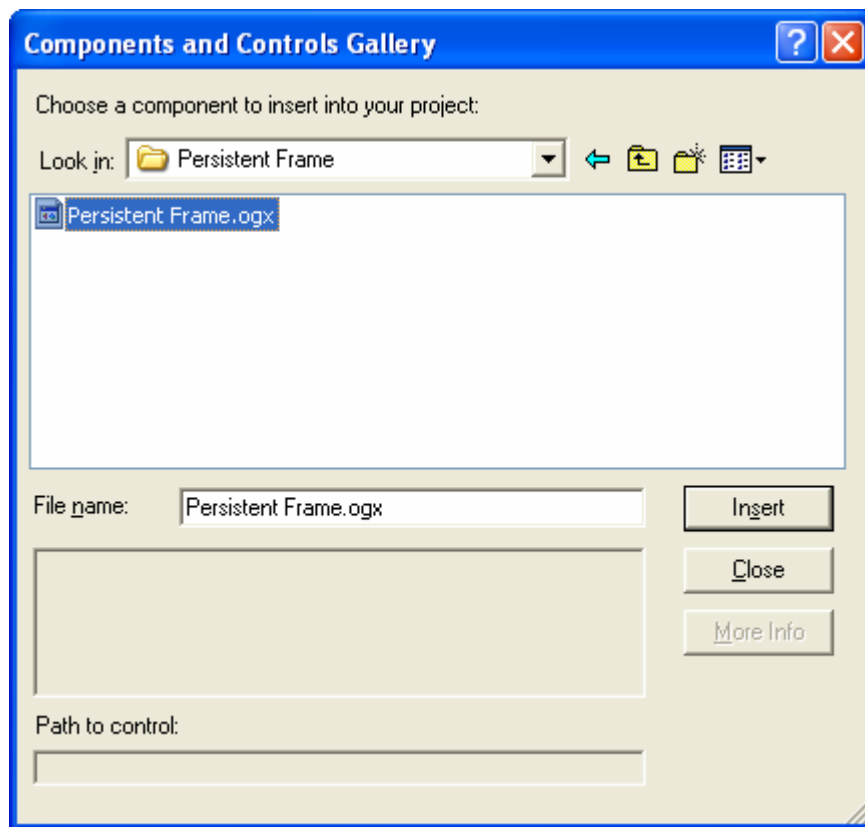 Components and Controls Gallery
Choose a component to insert into your project:
Look in: Persistent Frame
Persistent Frame.ogx
File name: Persistent Frame.ogx Insert
Close
More Info
Path to control: